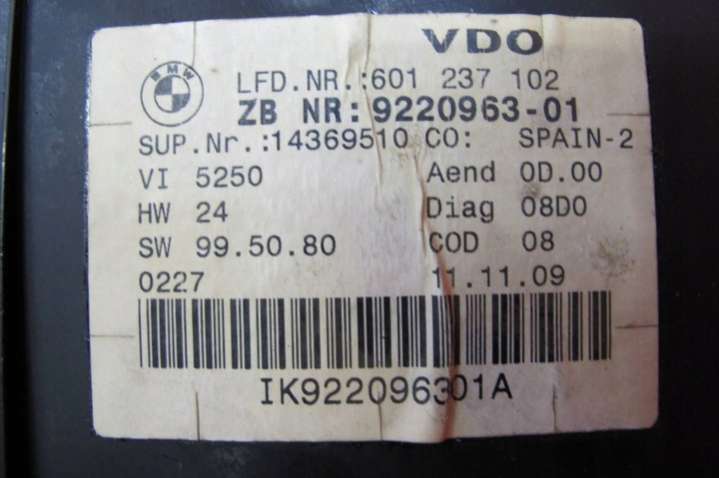 VDO
BMW
LFD.NR.:601 237 102
ZB NR:9220963-01
SUP.Nr.:14369510 CO: SPAIN-2
VI 5250 Aend 0D.00
HW 24 Diag 08D0
SW 99.50.80 COD 08
0227 11.11.09
IK922096301A